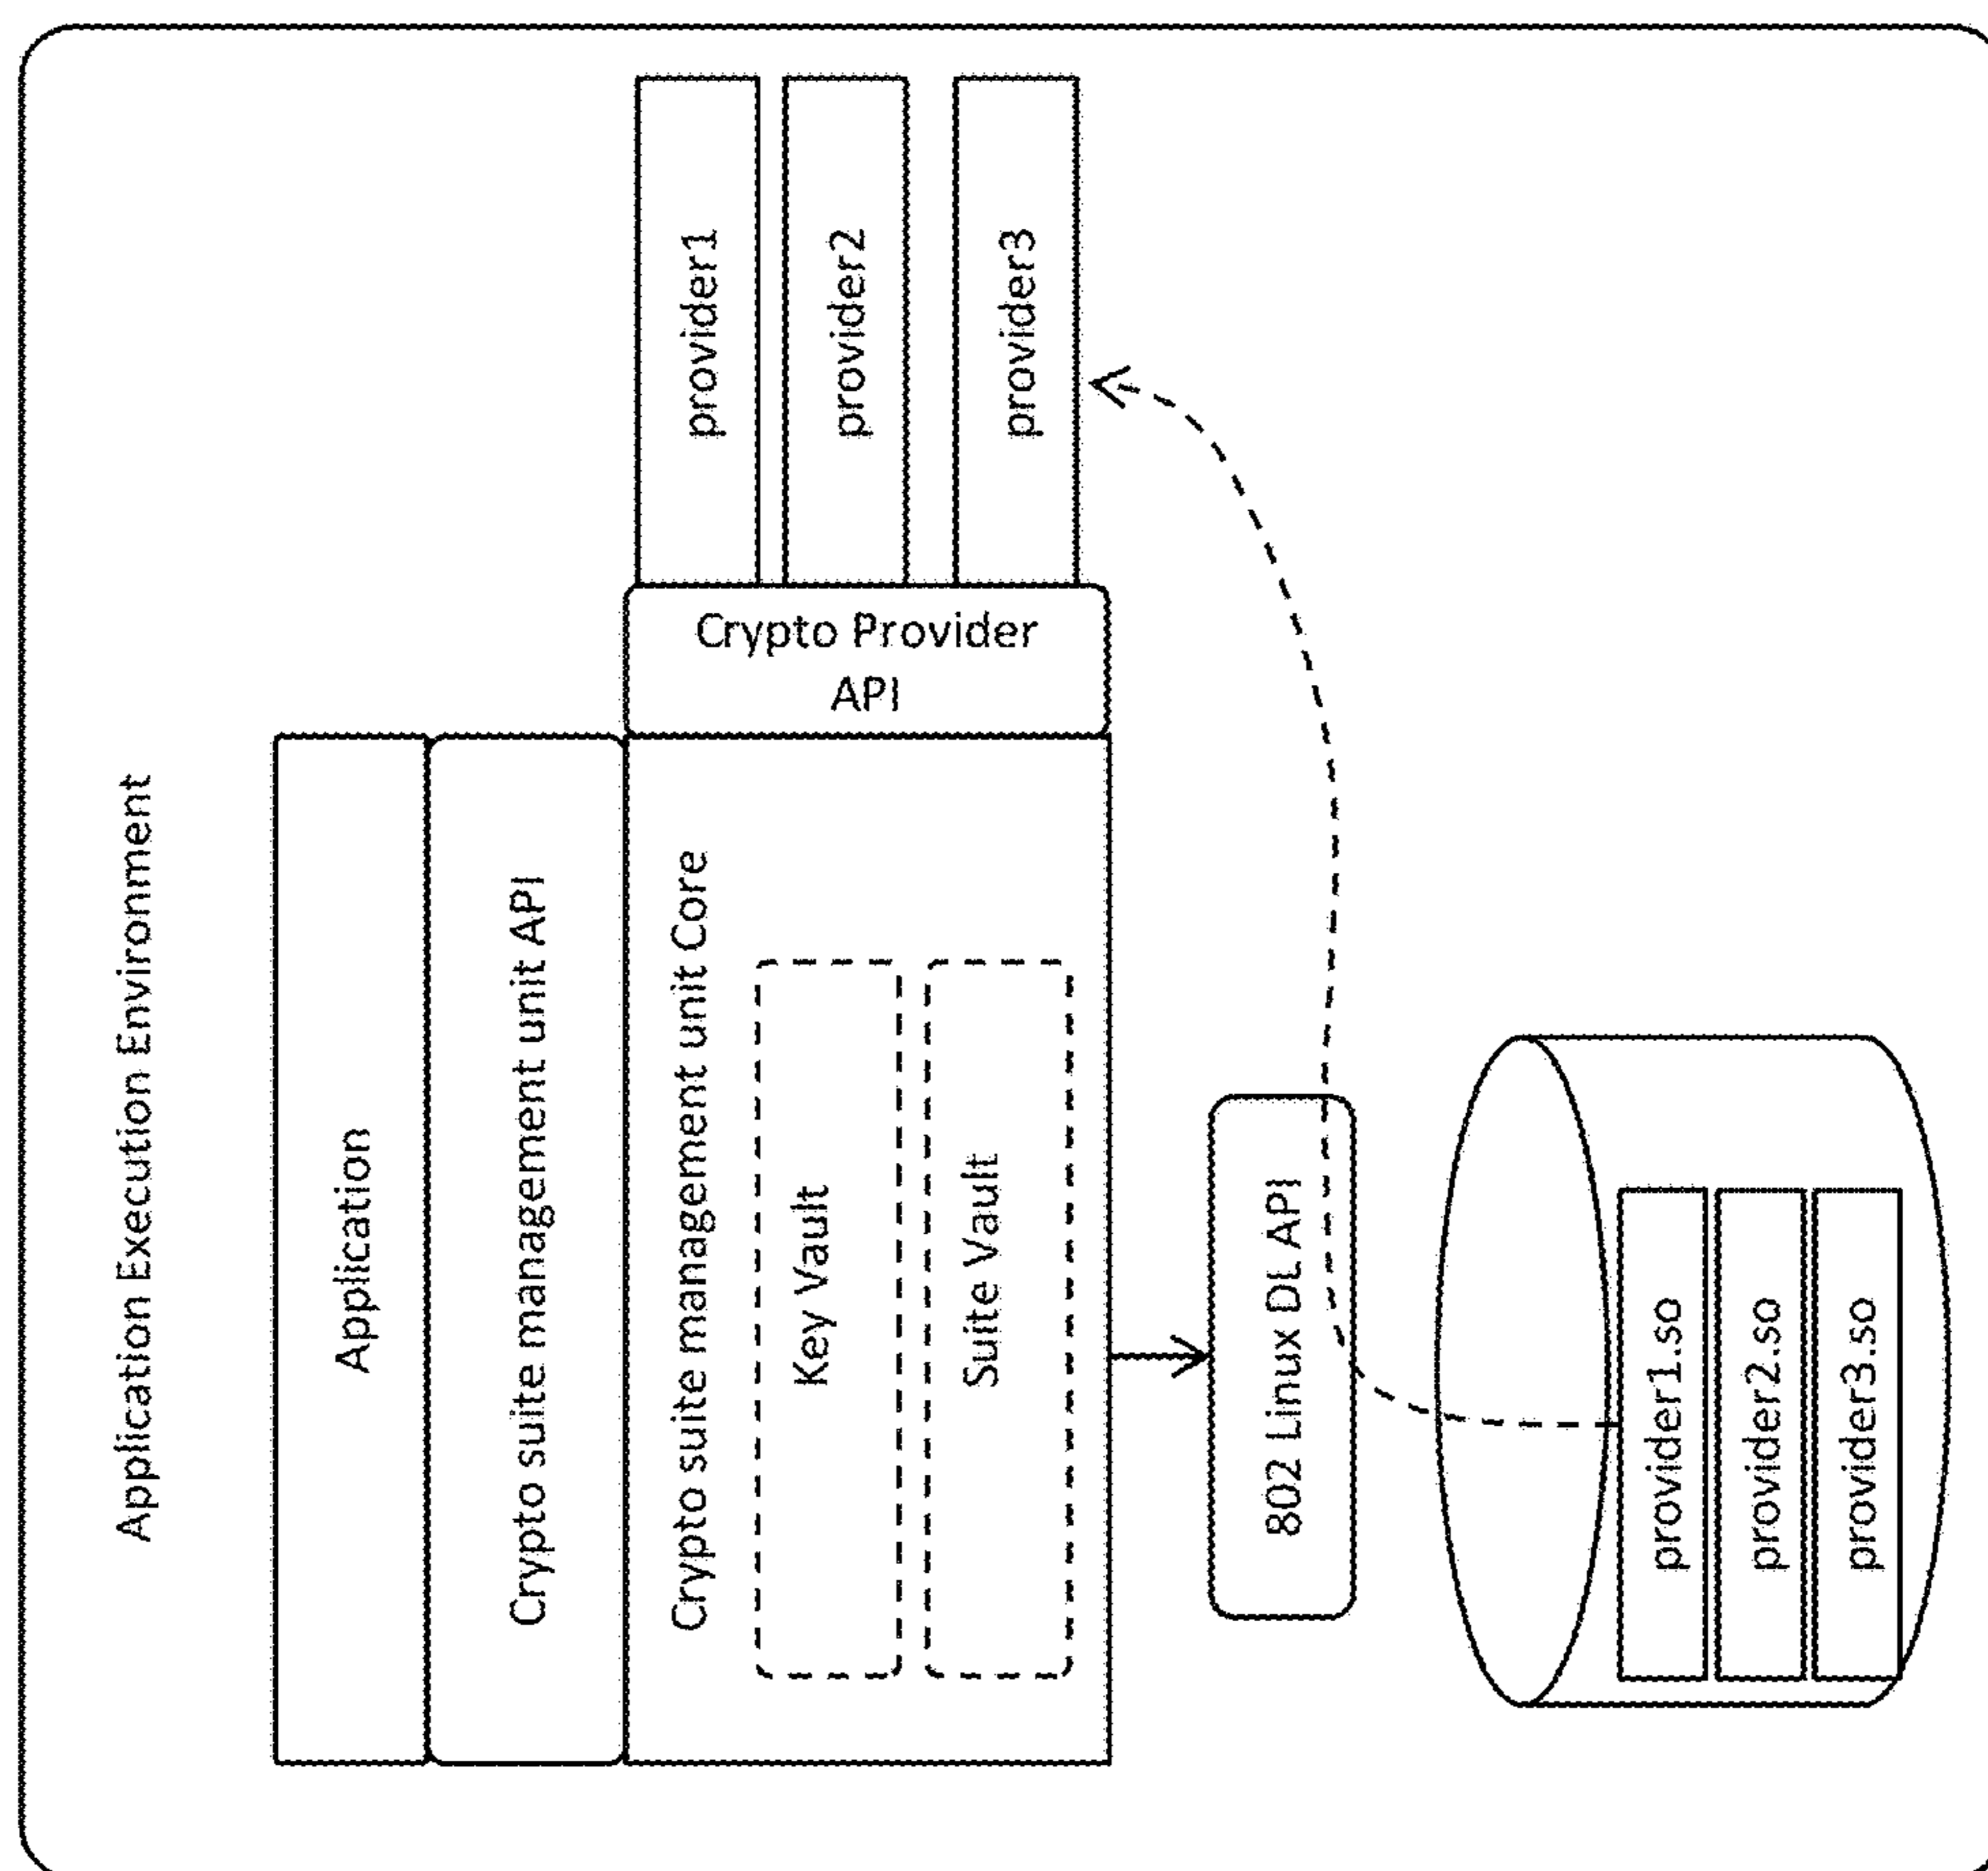 Application Execution Environment
Application
Crypto suite management unit API
Crypto suite management unit Core
Key Vault
Suite Vault
Crypto Provider
API
provider1
provider2
provider3
802 Linux DL API
provider1.so
provider2.so
provider3.so